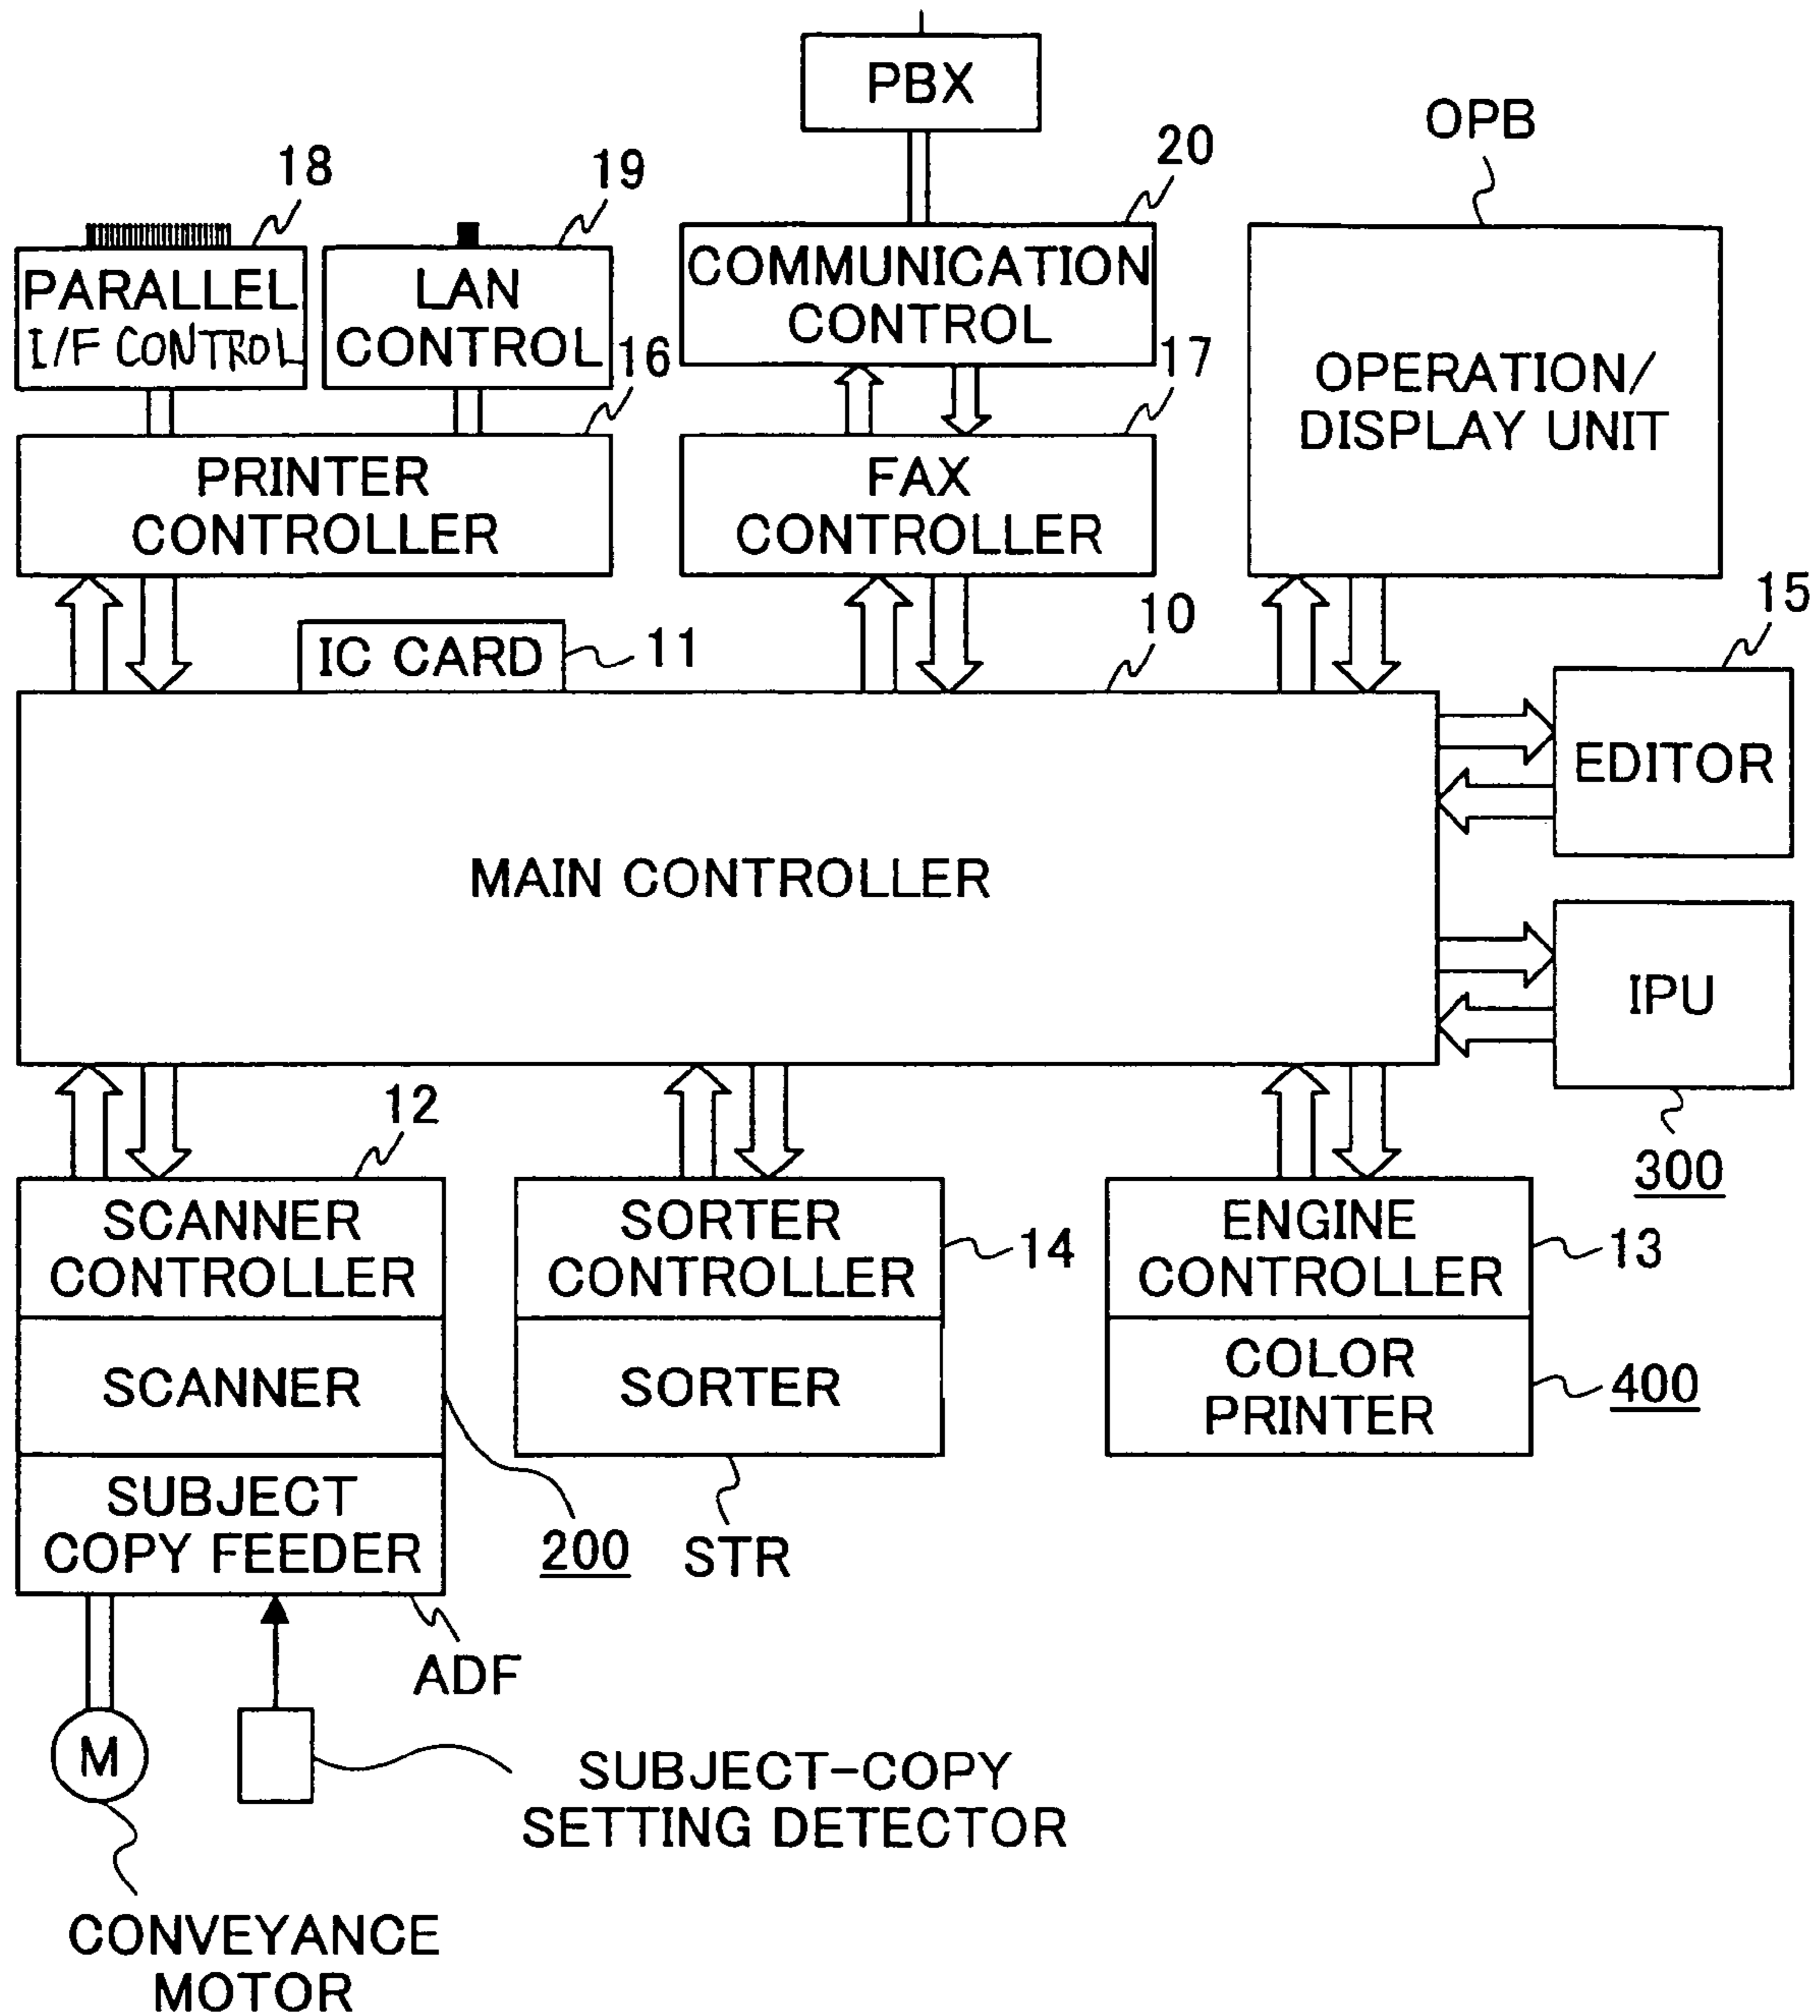 PBX
OPB
18
19
20
PARALLEL
I/F CONTROL
LAN
CONTROL
COMMUNICATION
CONTROL
OPERATION/
DISPLAY UNIT
16
17
PRINTER
CONTROLLER
FAX
CONTROLLER
IC CARD
11
10
15
EDITOR
MAIN CONTROLLER
IPU
300
12
SCANNER
CONTROLLER
SORTER
CONTROLLER
14
ENGINE
CONTROLLER
13
SCANNER
SORTER
COLOR
PRINTER
400
SUBJECT
COPY FEEDER
200
STR
ADF
M
SUBJECT-COPY
SETTING DETECTOR
CONVEYANCE
MOTOR